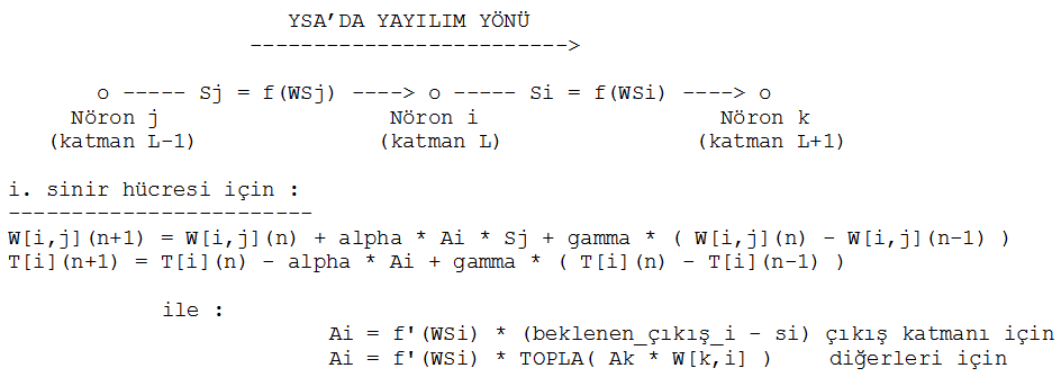 YSA'DA YAYILIM YÖNÜ
------------------------->
o ----- Sj = f(WSj) ----> o ----- Si = f(WSi) ----> o
Nöron j Nöron i Nöron k
(katman L-1) (katman L) (katman L+1)
i. sinir hücresi için :
------------------------
W[i,j](n+1) = W[i,j](n) + alpha * Ai * Sj + gamma * ( W[i,j](n) - W[i,j](n-1) )
T[i](n+1) = T[i](n) - alpha * Ai + gamma * ( T[i](n) - T[i](n-1) )
ile :
Ai = f'(WSi) * (beklenen_çıkış_i - si) çıkış katmanı için
Ai = f'(WSi) * TOPLA( Ak * W[k,i] ) diğerleri için